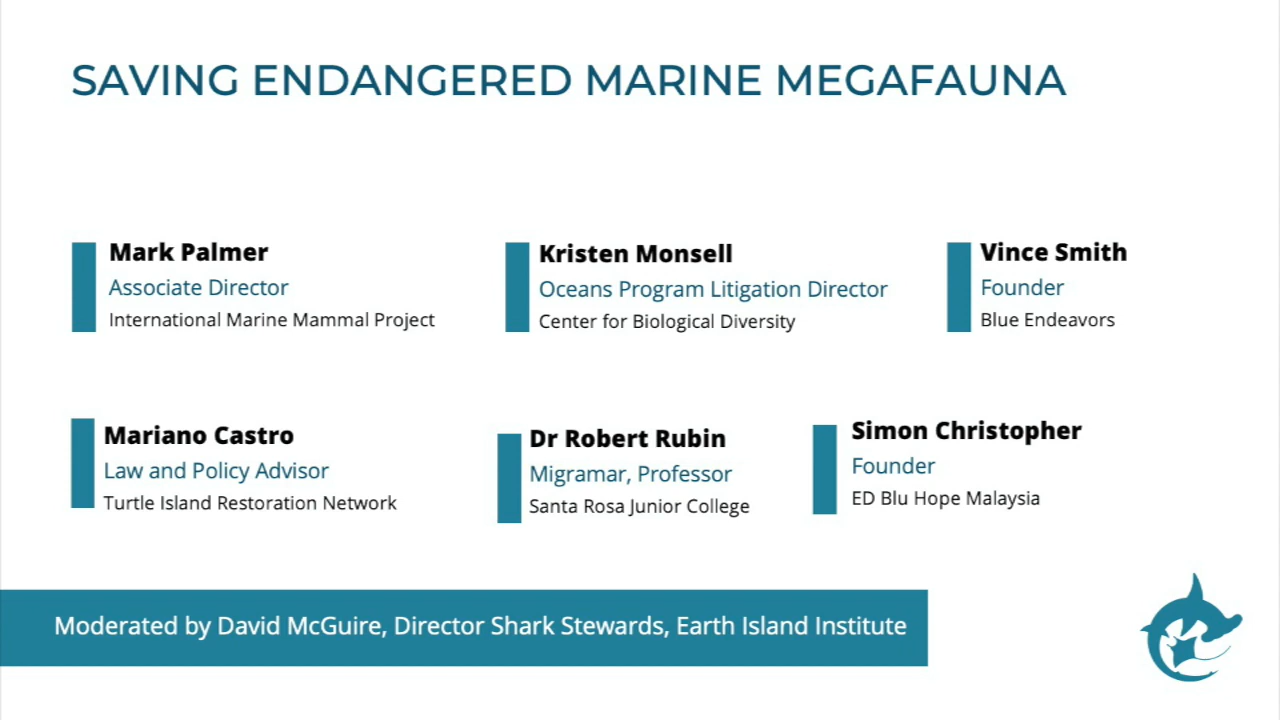 SAVING ENDANGERED MARINE MEGAFAUNA
Mark Palmer
Associate Director
International Marine Mammal Project
Kristen Monsell
Oceans Program Litigation Director
Center for Biological Diversity
Vince Smith
Founder
Blue Endeavors
Mariano Castro
Law and Policy Advisor
Turtle Island Restoration Network
Dr Robert Rubin
Migramar, Professor
Santa Rosa Junior College
Simon Christopher
Founder
ED Blu Hope Malaysia
Moderated by David McGuire, Director Shark Stewards, Earth Island Institute